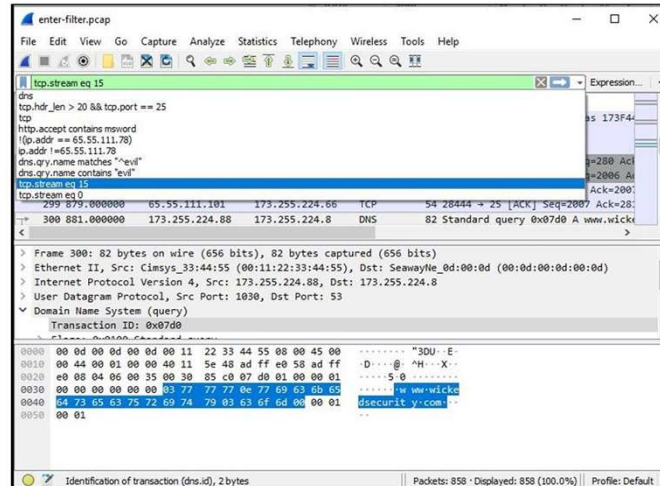 enter-filter.pcap
File Edit View Go Capture Analyze Statistics Telephony Wireless Tools Help
tcp.stream eq 15
Expression...
dns
tcp.hdr_len > 20 && tcp.port == 25
tcp
http.accept contains msword
!(ip.addr == 65.55.111.78)
ip.addr !=65.55.111.78
dns.qry.name matches "^evil"
dns.qry.name contains "evil"
tcp.stream eq 15
tcp.stream eq 0
as 173F44
q=280 Ac
q=2006 A
Ack=2007
299 879.000000 65.55.111.101 173.255.224.66 TCP 54 28444 → 25 [ACK] Seq=2007 Ack=28
300 881.000000 173.255.224.88 173.255.224.8 DNS 82 Standard query 0x07d0 A www.wicke
Frame 300: 82 bytes on wire (656 bits), 82 bytes captured (656 bits)
Ethernet II, Src: Cimsys_33:44:55 (00:11:22:33:44:55), Dst: SeawayNe_0d:00:0d (00:0d:00:0d:00:0d)
Internet Protocol Version 4, Src: 173.255.224.88, Dst: 173.255.224.8
User Datagram Protocol, Src Port: 1030, Dst Port: 53
Domain Name System (query)
Transaction ID: 0x07d0
0000 00 0d 00 0d 00 0d 00 11 22 33 44 55 08 00 45 00 ········ "3DU··E·
0010 00 44 00 01 00 00 40 11 5e 48 ad ff e0 58 ad ff ·D····@· ^H···X··
0020 e0 08 04 06 00 35 00 30 85 c0 07 d0 01 00 00 01 ·····5·0 ········
0030 00 00 00 00 00 00 03 77 77 77 0e 77 69 63 6b 65 ·······w ww·wicke
0040 64 73 65 63 75 72 69 74 79 03 63 6f 6d 00 00 01 dsecurit y·com···
0050 00 01 ··
Identification of transaction (dns.id), 2 bytes
Packets: 858 · Displayed: 858 (100.0%)
Profile: Default